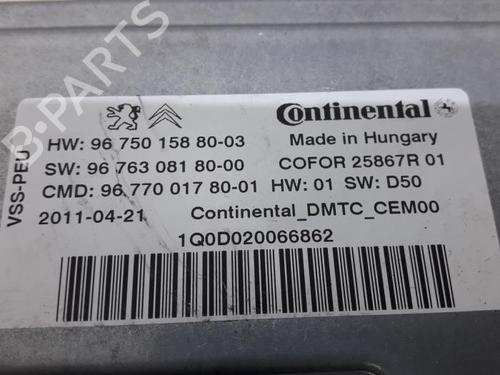 Continental
HW: 96 750 158 80-03
Made in Hungary
SW: 96 763 081 80-00
COFOR 25867R 01
CMD: 96 770 017 80-01 HW: 01 SW: D50
2011-04-21
Continental_DMTC_CEM00
1Q0D020066862
VSS-PEU
B-PARTS